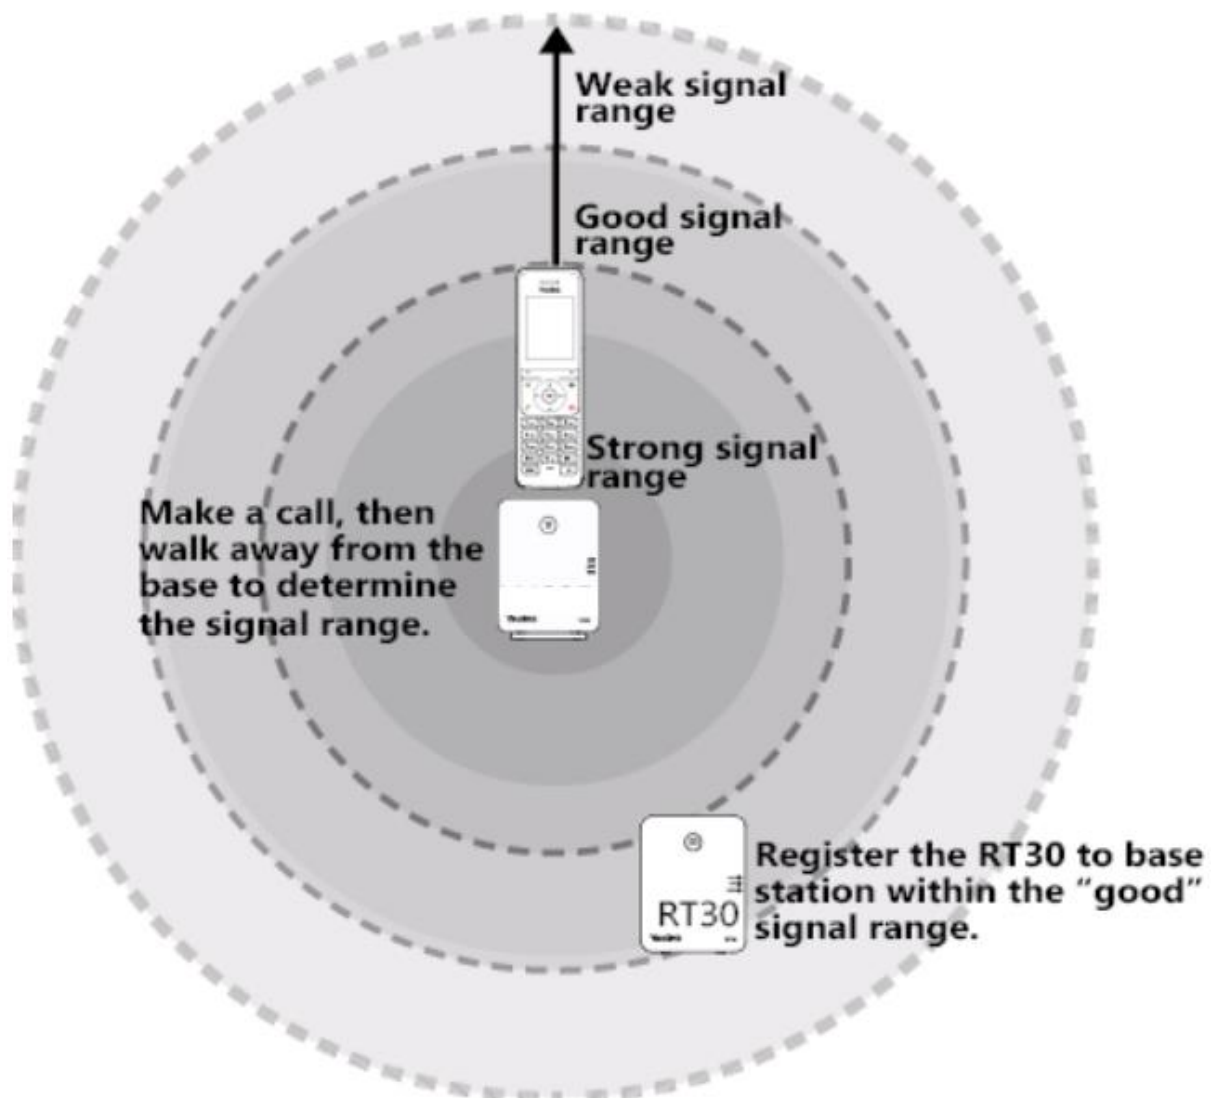 Weak signal
range
Good signal
range
Strong signal
range
Make a call, then
walk away from the
base to determine
the signal range.
Register the RT30 to base
station within the “good”
signal range.
RT30